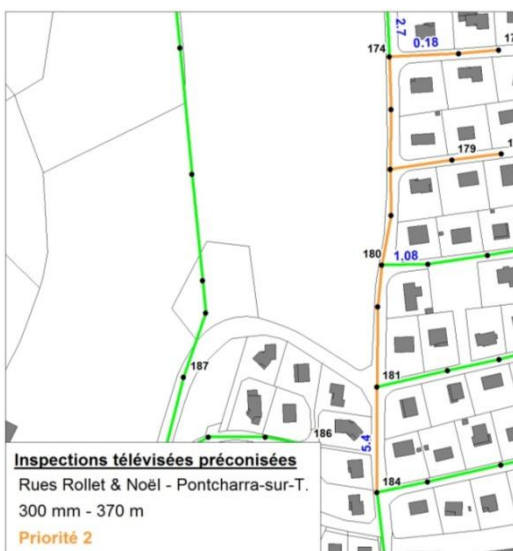 2.7
174
0.18
179
180
1,08
187
181
186
5.4
184
Inspections télévisées préconisées
Rues Rollet & Noël - Pontcharra-sur-T.
300 mm - 370 m
Priorité 2